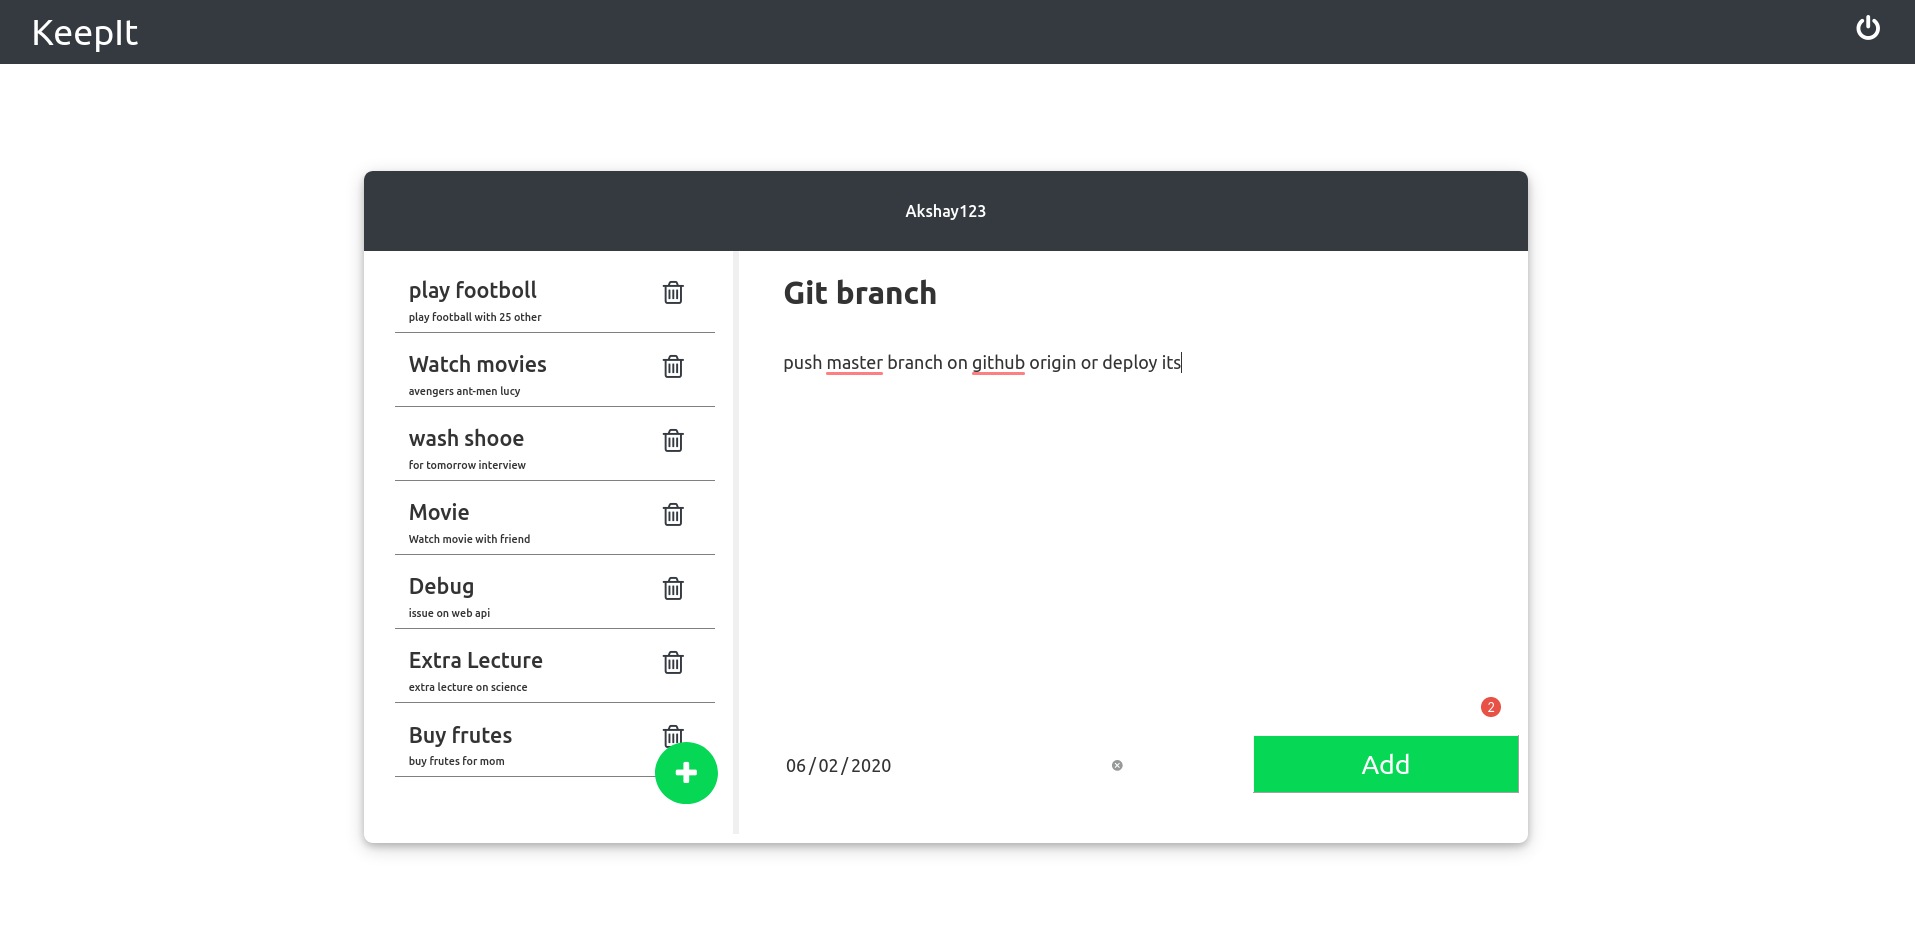 KeepIt
Akshay123
play footboll
play football with 25 other
Watch movies
avengers ant-men lucy
wash shooe
for tomorrow interview
Movie
Watch movie with friend
Debug
issue on web api
Extra Lecture
extra lecture on science
Buy frutes
buy frutes for mom
Git branch
push master branch on github origin or deploy its
2
06/02/2020
Add